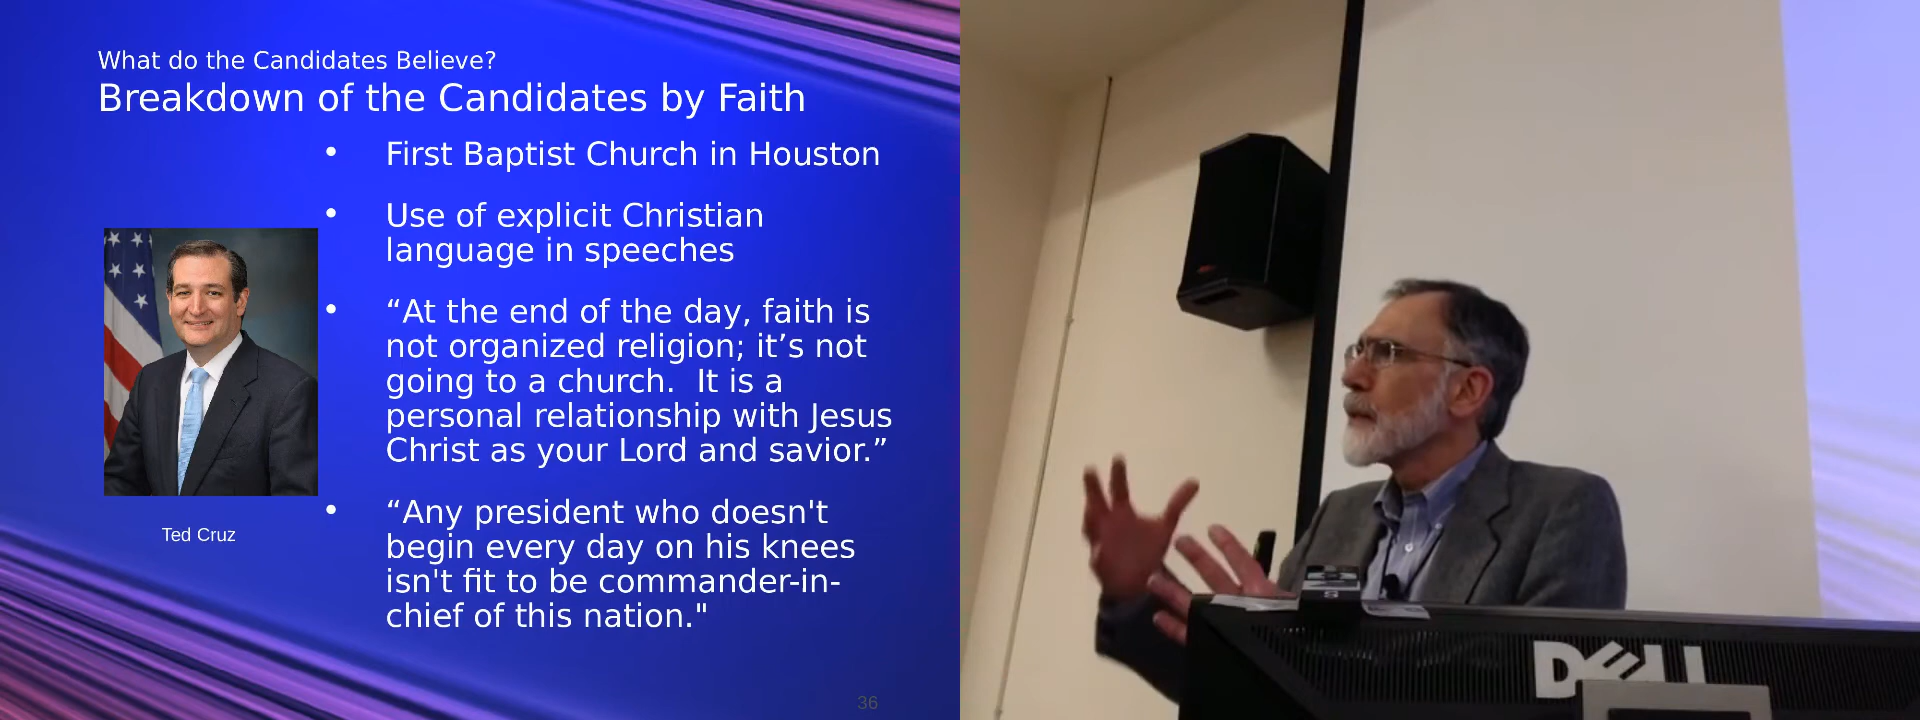 What do the Candidates Believe?
Breakdown of the Candidates by Faith
• First Baptist Church in Houston
• Use of explicit Christian
language in speeches
• “At the end of the day, faith is
not organized religion; it’s not
going to a church.  It is a
personal relationship with Jesus
Christ as your Lord and savior.”
• “Any president who doesn't
begin every day on his knees
isn't fit to be commander-in-
chief of this nation."
Ted Cruz
36
DELL